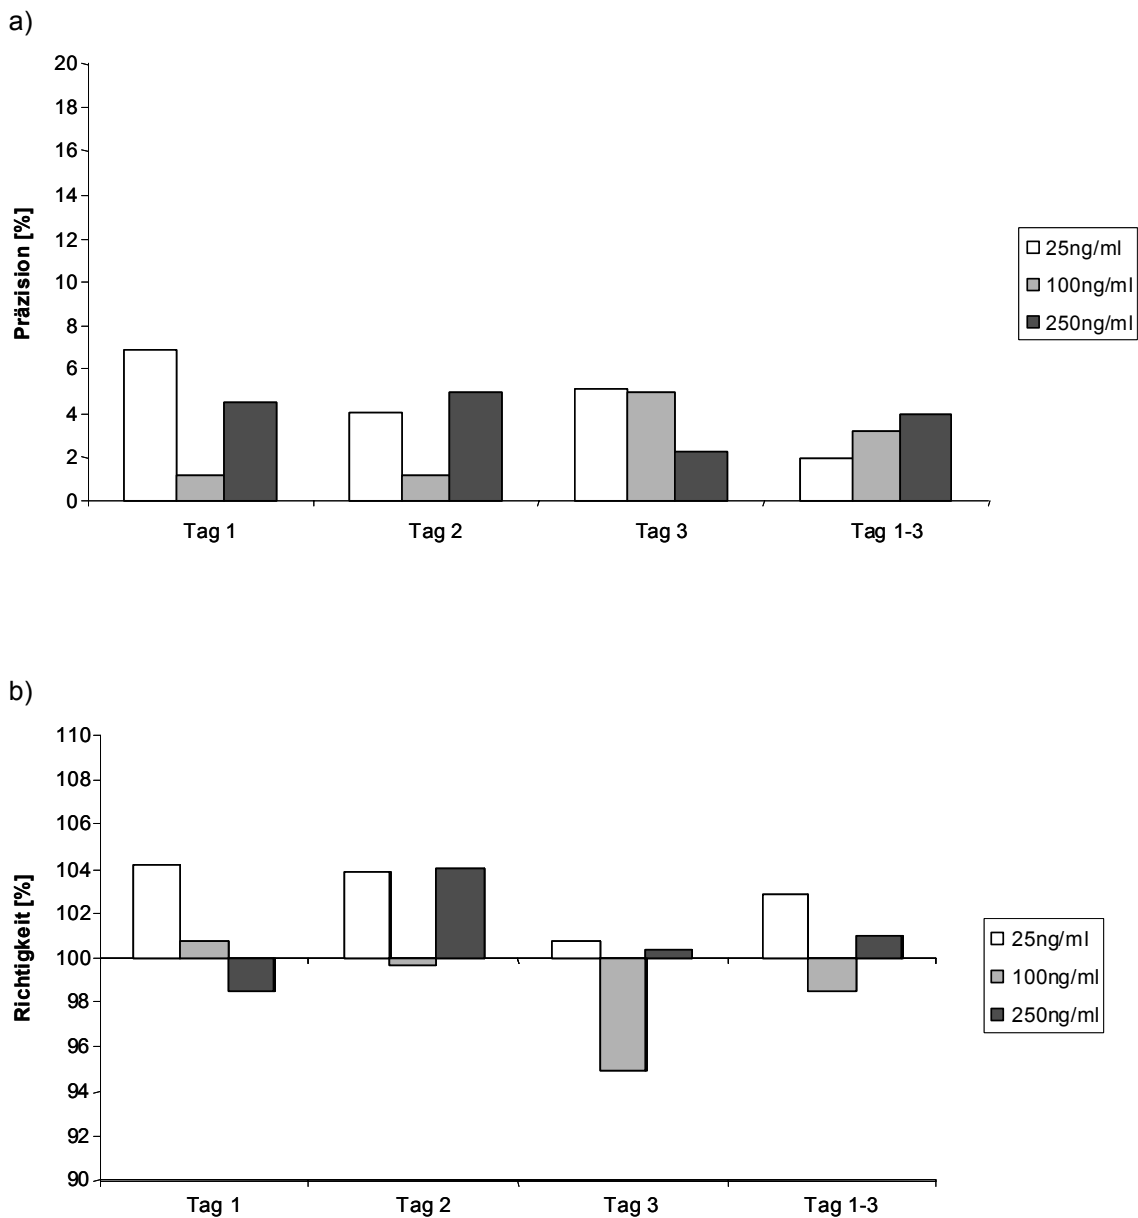 a)
20
18
16
14
12
10
8
6
4
2
0
Präzision [%]
Tag 1 Tag 2 Tag 3 Tag 1-3
25ng/ml
100ng/ml
250ng/ml
b)
110
108
106
104
102
100
98
96
94
92
90
Richtigkeit [%]
Tag 1 Tag 2 Tag 3 Tag 1-3
25ng/ml
100ng/ml
250ng/ml